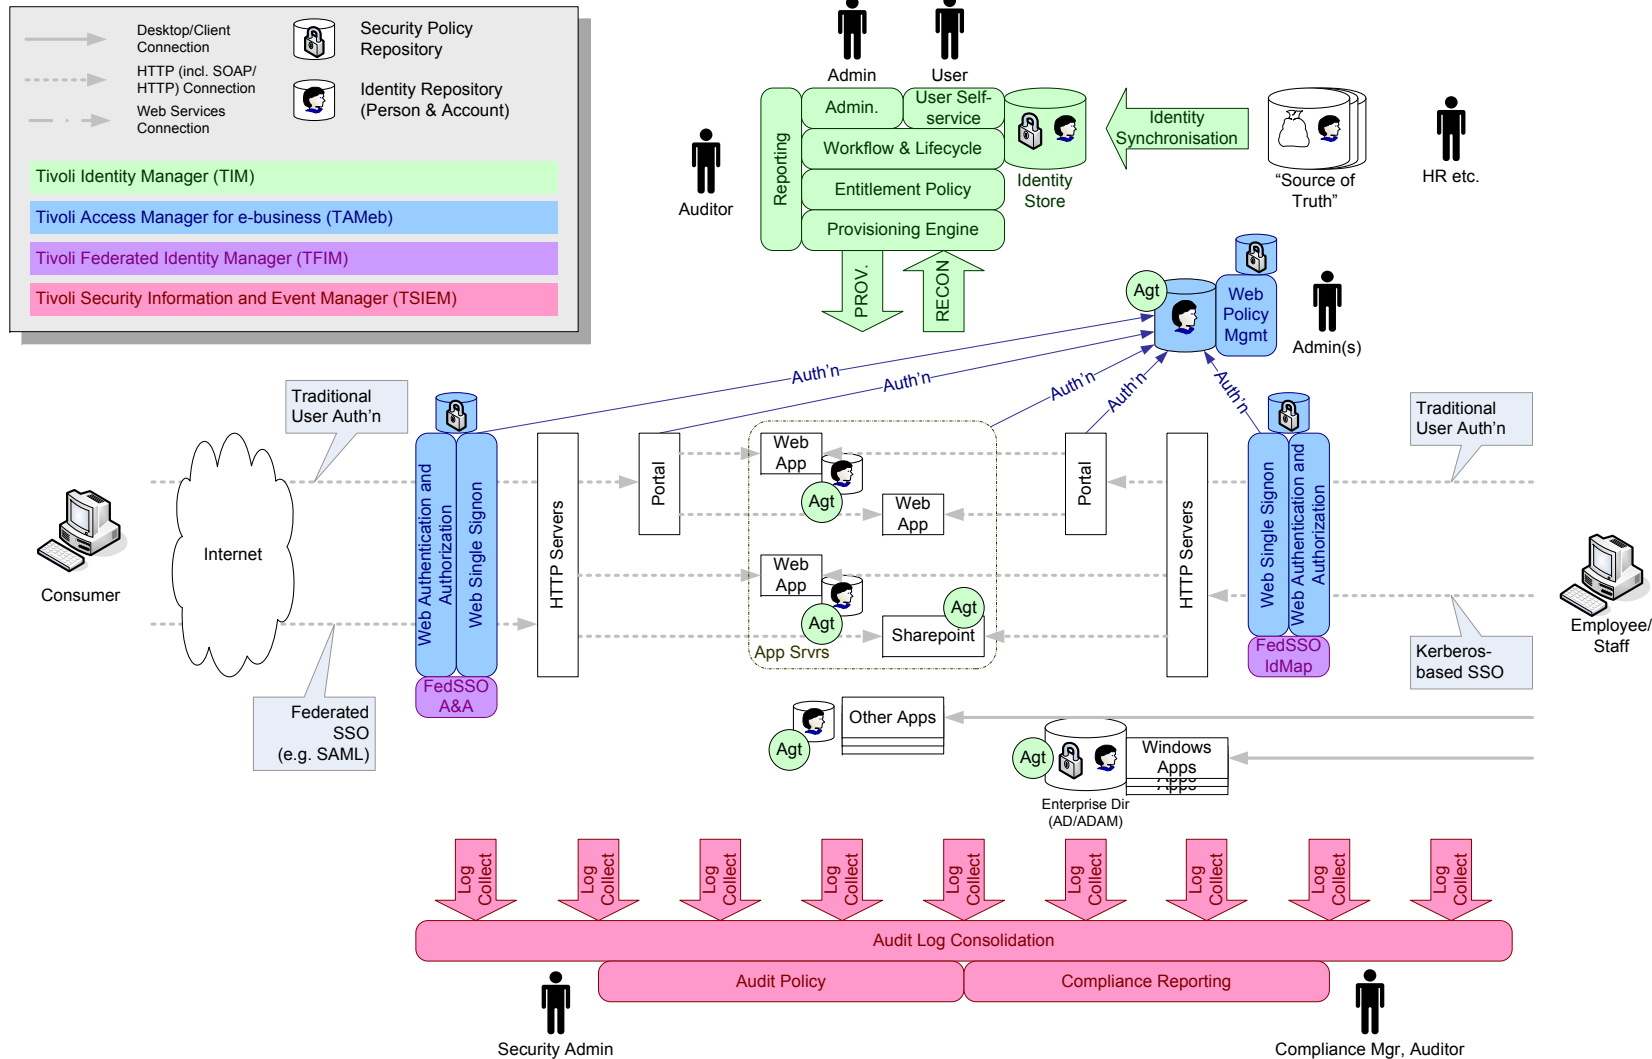 Desktop/Client
Connection
HTTP (incl. SOAP/
HTTP) Connection
Web Services
Connection
Security Policy
Repository
Identity Repository
(Person & Account)
Tivoli Identity Manager (TIM)
Tivoli Access Manager for e-business (TAMeb)
Tivoli Federated Identity Manager (TFIM)
Tivoli Security Information and Event Manager (TSIEM)
Admin
User
Auditor
Reporting
Admin.
User Self-
service
Workflow & Lifecycle
Entitlement Policy
Provisioning Engine
Identity
Store
Identity
Synchronisation
“Source of
Truth”
HR etc.
PROV.
RECON
Agt
Web
Policy
Mgmt
Admin(s)
Auth'n
Auth'n
Auth'n
Auth'n
Auth'n
Traditional
User Auth'n
Traditional
User Auth'n
Consumer
Internet
Web Authentication and
Authorization
Web Single Signon
FedSSO
A&A
HTTP Servers
Portal
Web
App
Agt
Web
App
Web
App
Agt
Agt
Sharepoint
App Srvrs
Portal
HTTP Servers
Web Single Signon
Web Authentication and
Authorization
FedSSO
IdMap
Employee/
Staff
Kerberos-
based SSO
Federated
SSO
(e.g. SAML)
Other Apps
Agt
Agt
Windows
Apps
Apps
Enterprise Dir
(AD/ADAM)
Log
Collect
Log
Collect
Log
Collect
Log
Collect
Log
Collect
Log
Collect
Log
Collect
Log
Collect
Log
Collect
Audit Log Consolidation
Audit Policy
Compliance Reporting
Security Admin
Compliance Mgr, Auditor